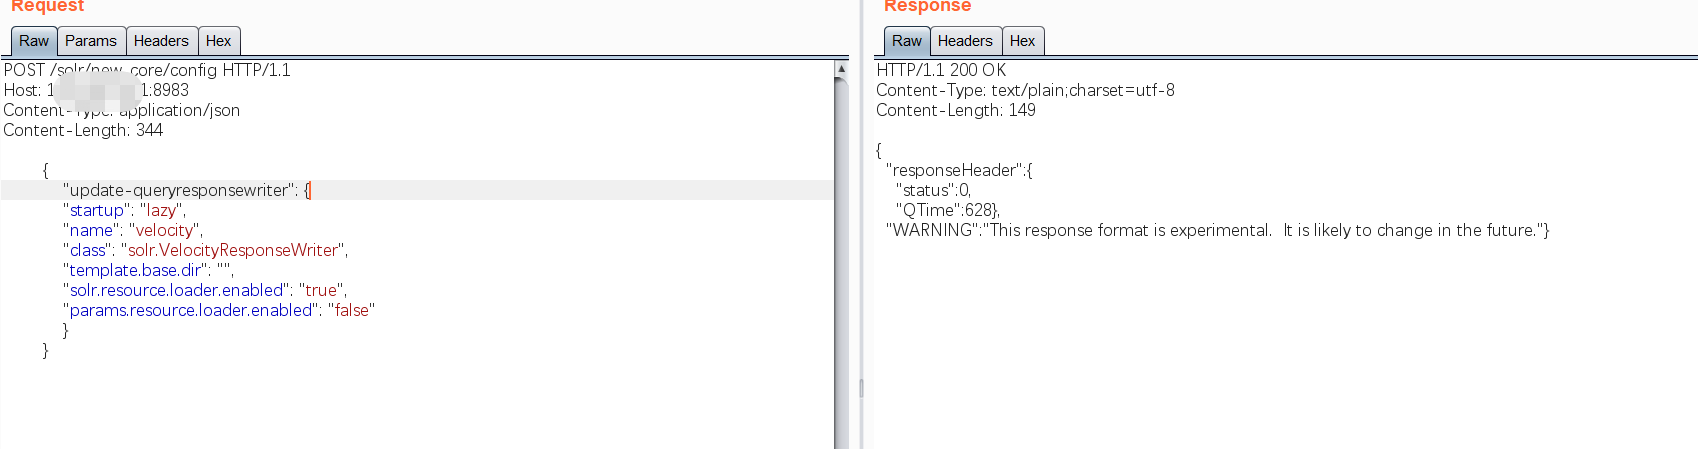 Request
Raw Params Headers Hex
POST /solr/new_core/config HTTP/1.1
Host: 1 1:8983
Content-Type: application/json
Content-Length: 344
{
"update-queryresponsewriter": {
"startup": "lazy",
"name": "velocity",
"class": "solr.VelocityResponseWriter",
"template.base.dir": "",
"solr.resource.loader.enabled": "true",
"params.resource.loader.enabled": "false"
}
}
Response
Raw Headers Hex
HTTP/1.1 200 OK
Content-Type: text/plain;charset=utf-8
Content-Length: 149
{
"responseHeader":{
"status":0,
"QTime":628},
"WARNING":"This response format is experimental.  It is likely to change in the future."}